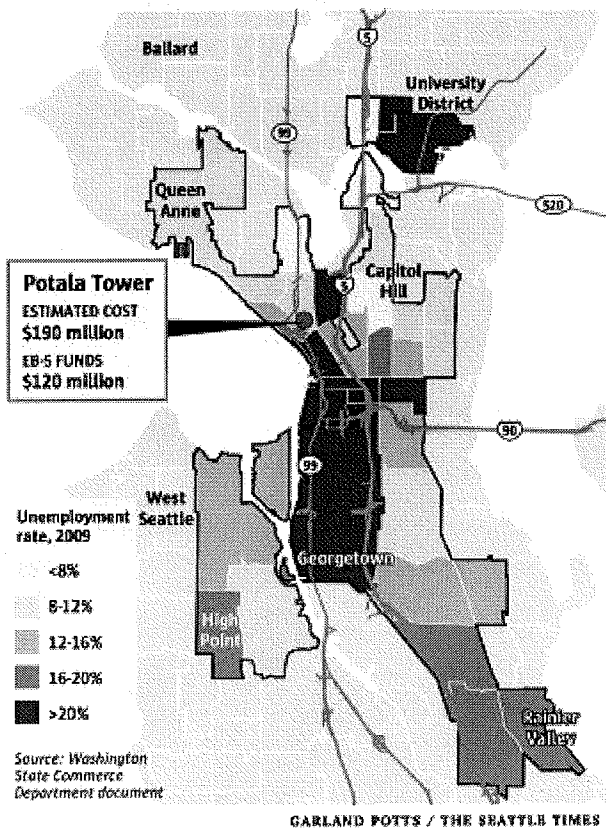 Ballard
5
University
District
99
Queen
Anne
520
Potala Tower
ESTIMATED COST
$190 million
EB-5 FUNDS
$120 million
5
Capitol
Hill
90
99
West
Seattle
Georgetown
High
Point
Rainier
Valley
Unemployment
rate, 2009
<8%
8-12%
12-16%
16-20%
>20%
Source: Washington
State Commerce
Department document
GARLAND POTTS / THE SEATTLE TIMES